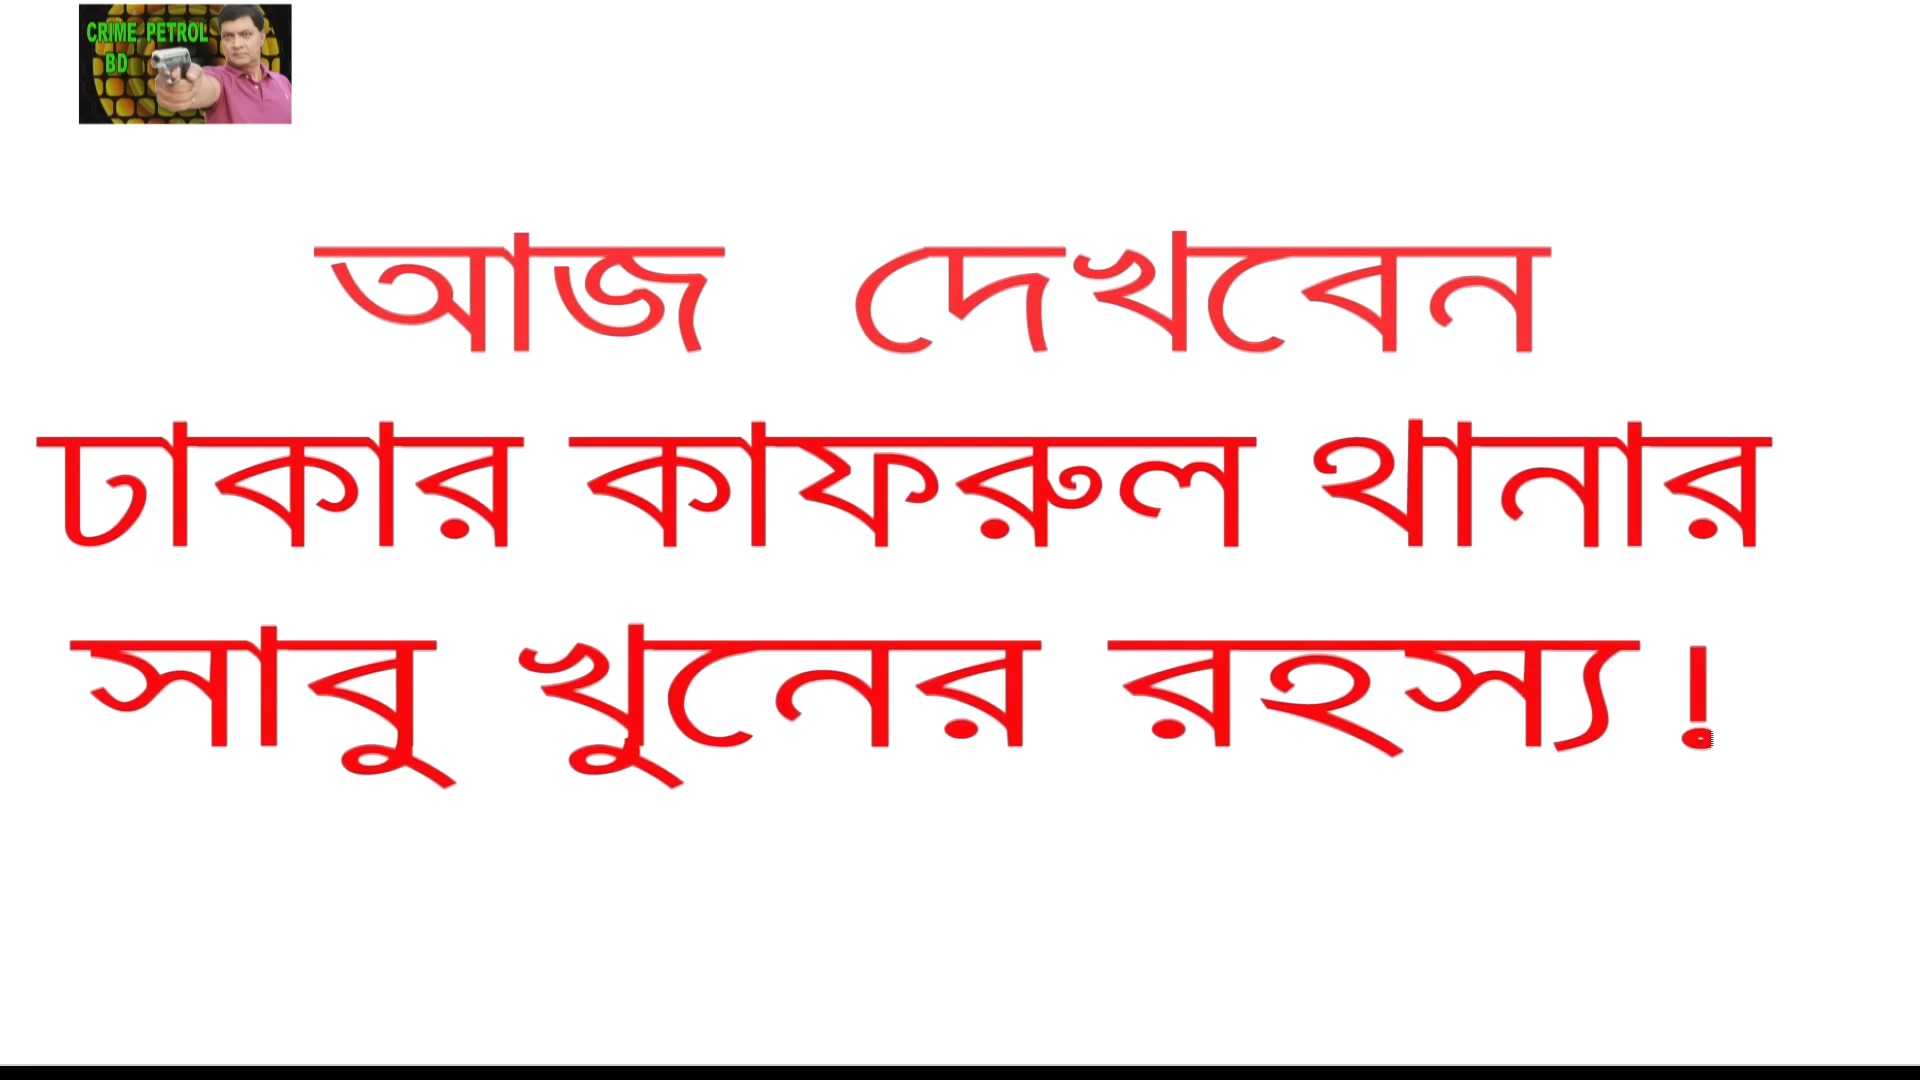 CRIME PETROL
BD
আজ দেখবেন
ঢাকার কাফরুল থানার
সাবু খুনের রহস্য!